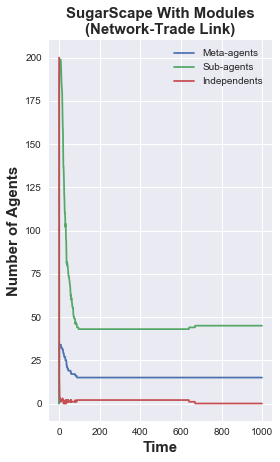 SugarScape With Modules
(Network-Trade Link)
Meta-agents
Sub-agents
Independents
200
175
150
125
100
75
50
25
0
Number of Agents
0 200 400 600 800 1000
Time